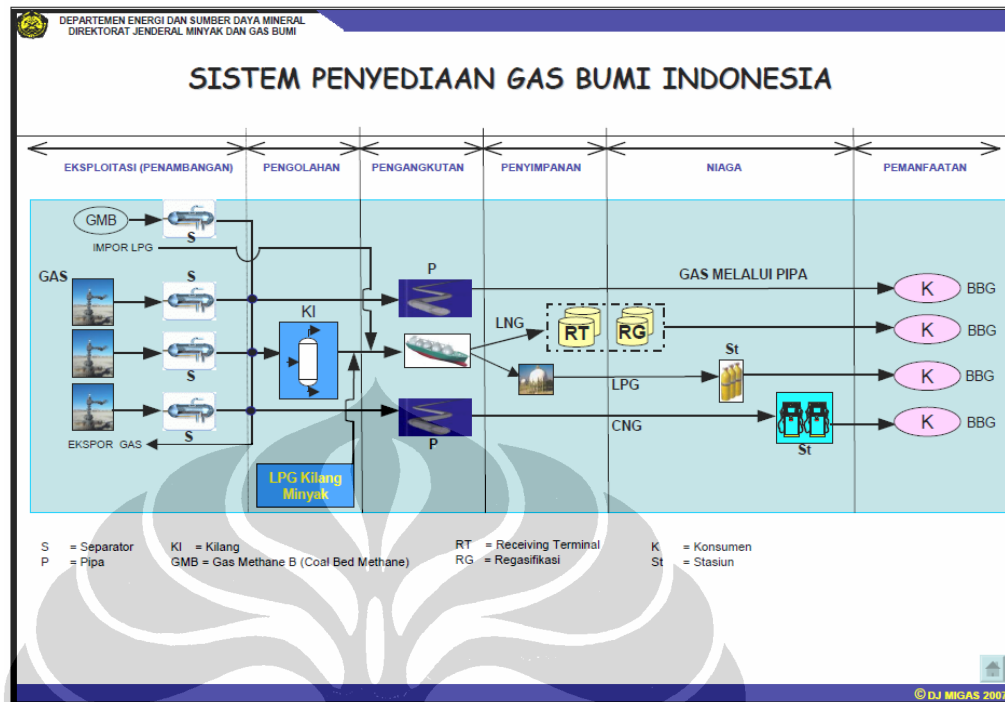 DEPARTEMEN ENERGI DAN SUMBER DAYA MINERAL
DIREKTORAT JENDERAL MINYAK DAN GAS BUMI
SISTEM PENYEDIAAN GAS BUMI INDONESIA
EKSPLOITASI (PENAMBANGAN)
PENGOLAHAN
PENGANGKUTAN
PENYIMPANAN
NIAGA
PEMANFAATAN
GMB
S
IMPOR LPG
GAS
S
KI
P
GAS MELALUI PIPA
K
BBG
LNG
RT
RG
K
BBG
S
St
LPG
K
BBG
S
CNG
St
K
BBG
EKSPOR GAS
P
LPG Kilang
Minyak
S = Separator
P = Pipa
KI = Kilang
GMB = Gas Methane B (Coal Bed Methane)
RT = Receiving Terminal
RG = Regasifikasi
K = Konsumen
St = Stasiun
© DJ MIGAS 2007